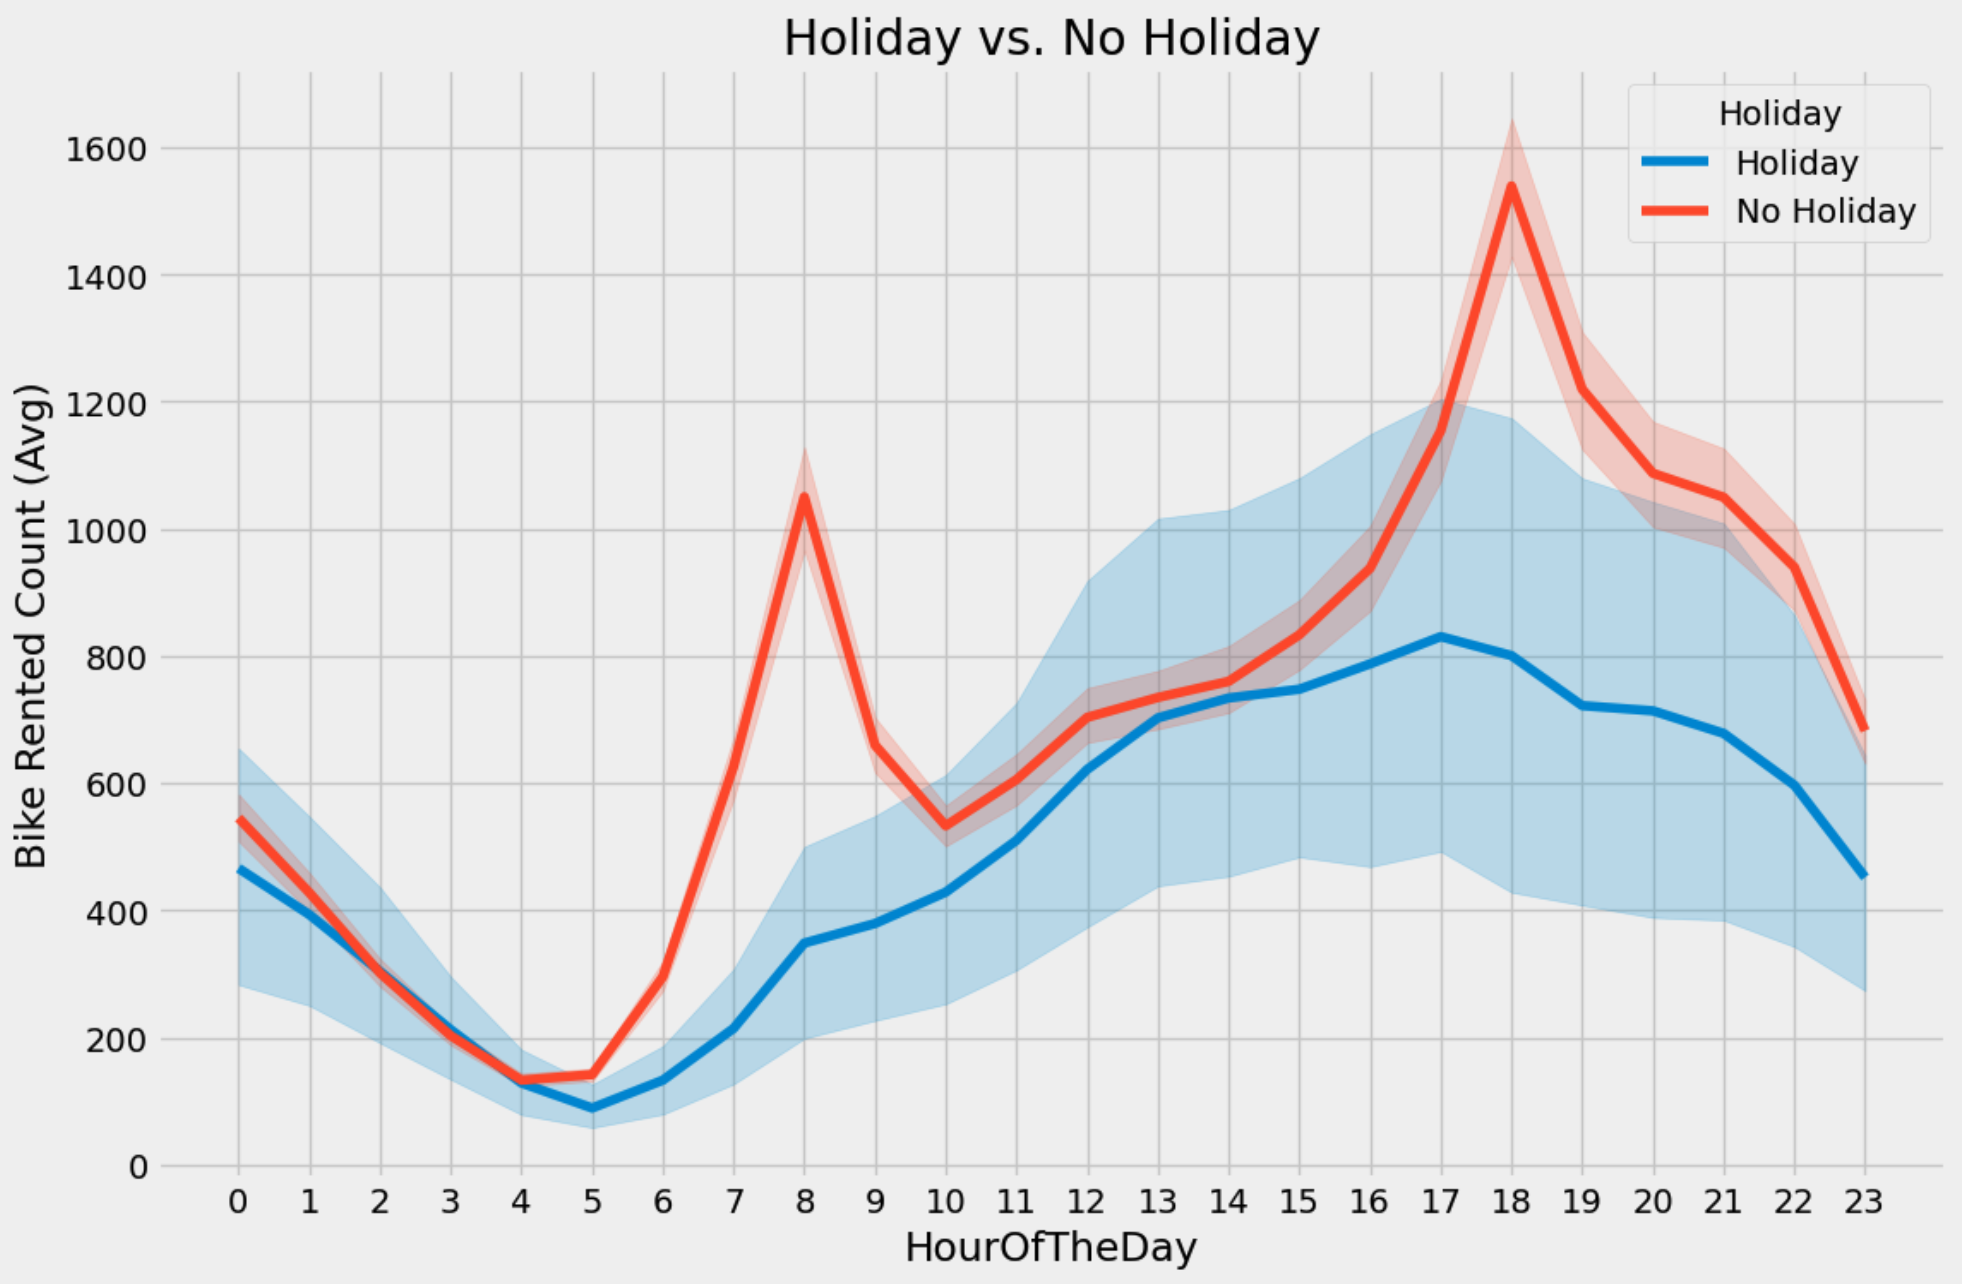 Holiday vs. No Holiday
Holiday
Holiday
No Holiday
Bike Rented Count (Avg)
1600
1400
1200
1000
800
600
400
200
0
0 1 2 3 4 5 6 7 8 9 10 11 12 13 14 15 16 17 18 19 20 21 22 23
HourOfTheDay